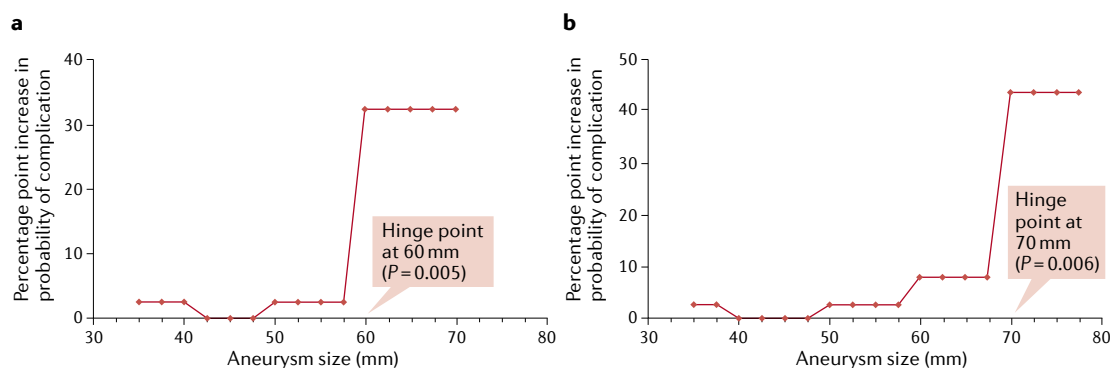 a
Percentage point increase in
probability of complication
40
30
20
10
0
30
40
50
60
70
80
Aneurysm size (mm)
Hinge point
at 60 mm
(P = 0.005)
b
Percentage point increase in
probability of complication
50
40
30
20
10
0
30
40
50
60
70
80
Aneurysm size (mm)
Hinge
point at
70 mm
(P = 0.006)